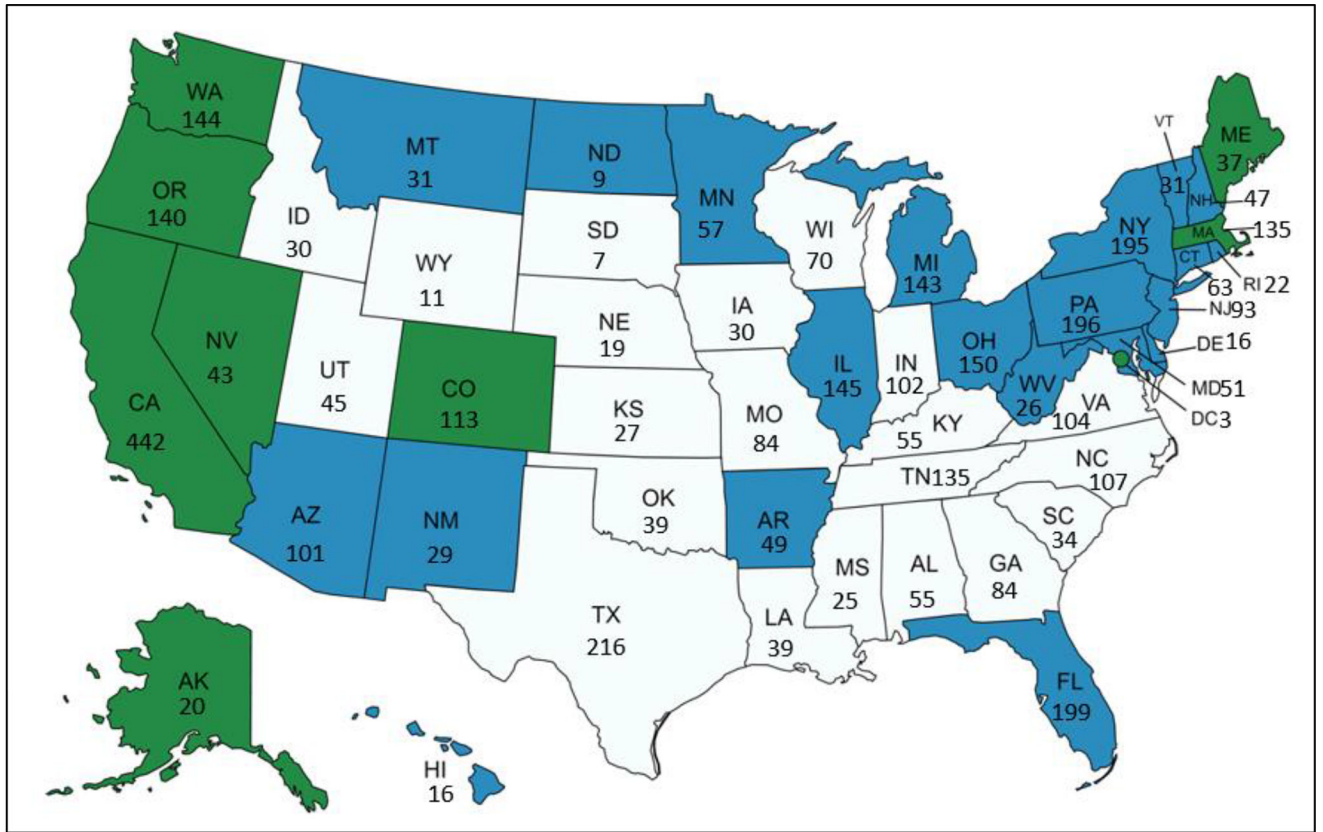 WA
144
OR
140
CA
442
NV
43
ID
30
MT
31
WY
11
UT
45
CO
113
AZ
101
NM
29
ND
9
SD
7
NE
19
KS
27
OK
39
TX
216
MN
57
IA
30
MO
84
AR
49
LA
39
WI
70
IL
145
MI
143
IN
102
OH
150
KY
55
TN135
MS
25
AL
55
GA
84
FL
199
SC
34
NC
107
VA
104
WV
26
PA
196
NY
195
VT
31
NH 47
ME
37
MA 135
CT
63
RI 22
NJ 93
DE 16
MD 51
DC 3
AK
20
HI
16